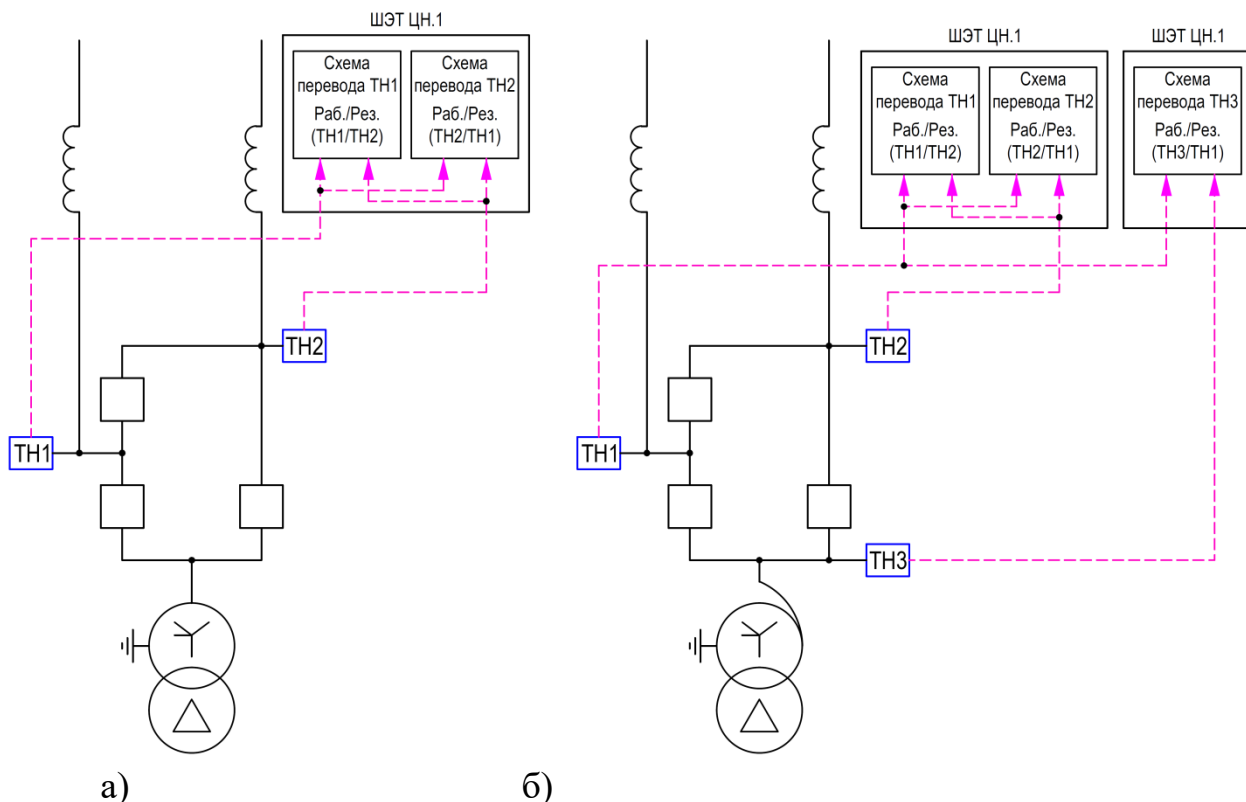 ШЭТ ЦН.1
Схема
перевода ТН1
Раб./Рез.
(ТН1/ТН2)
Схема
перевода ТН2
Раб./Рез.
(ТН2/ТН1)
ТН2
ТН1
а)
ШЭТ ЦН.1
Схема
перевода ТН1
Раб./Рез.
(ТН1/ТН2)
Схема
перевода ТН2
Раб./Рез.
(ТН2/ТН1)
ШЭТ ЦН.1
Схема
перевода ТН3
Раб./Рез.
(ТН3/ТН1)
ТН2
ТН1
ТН3
б)